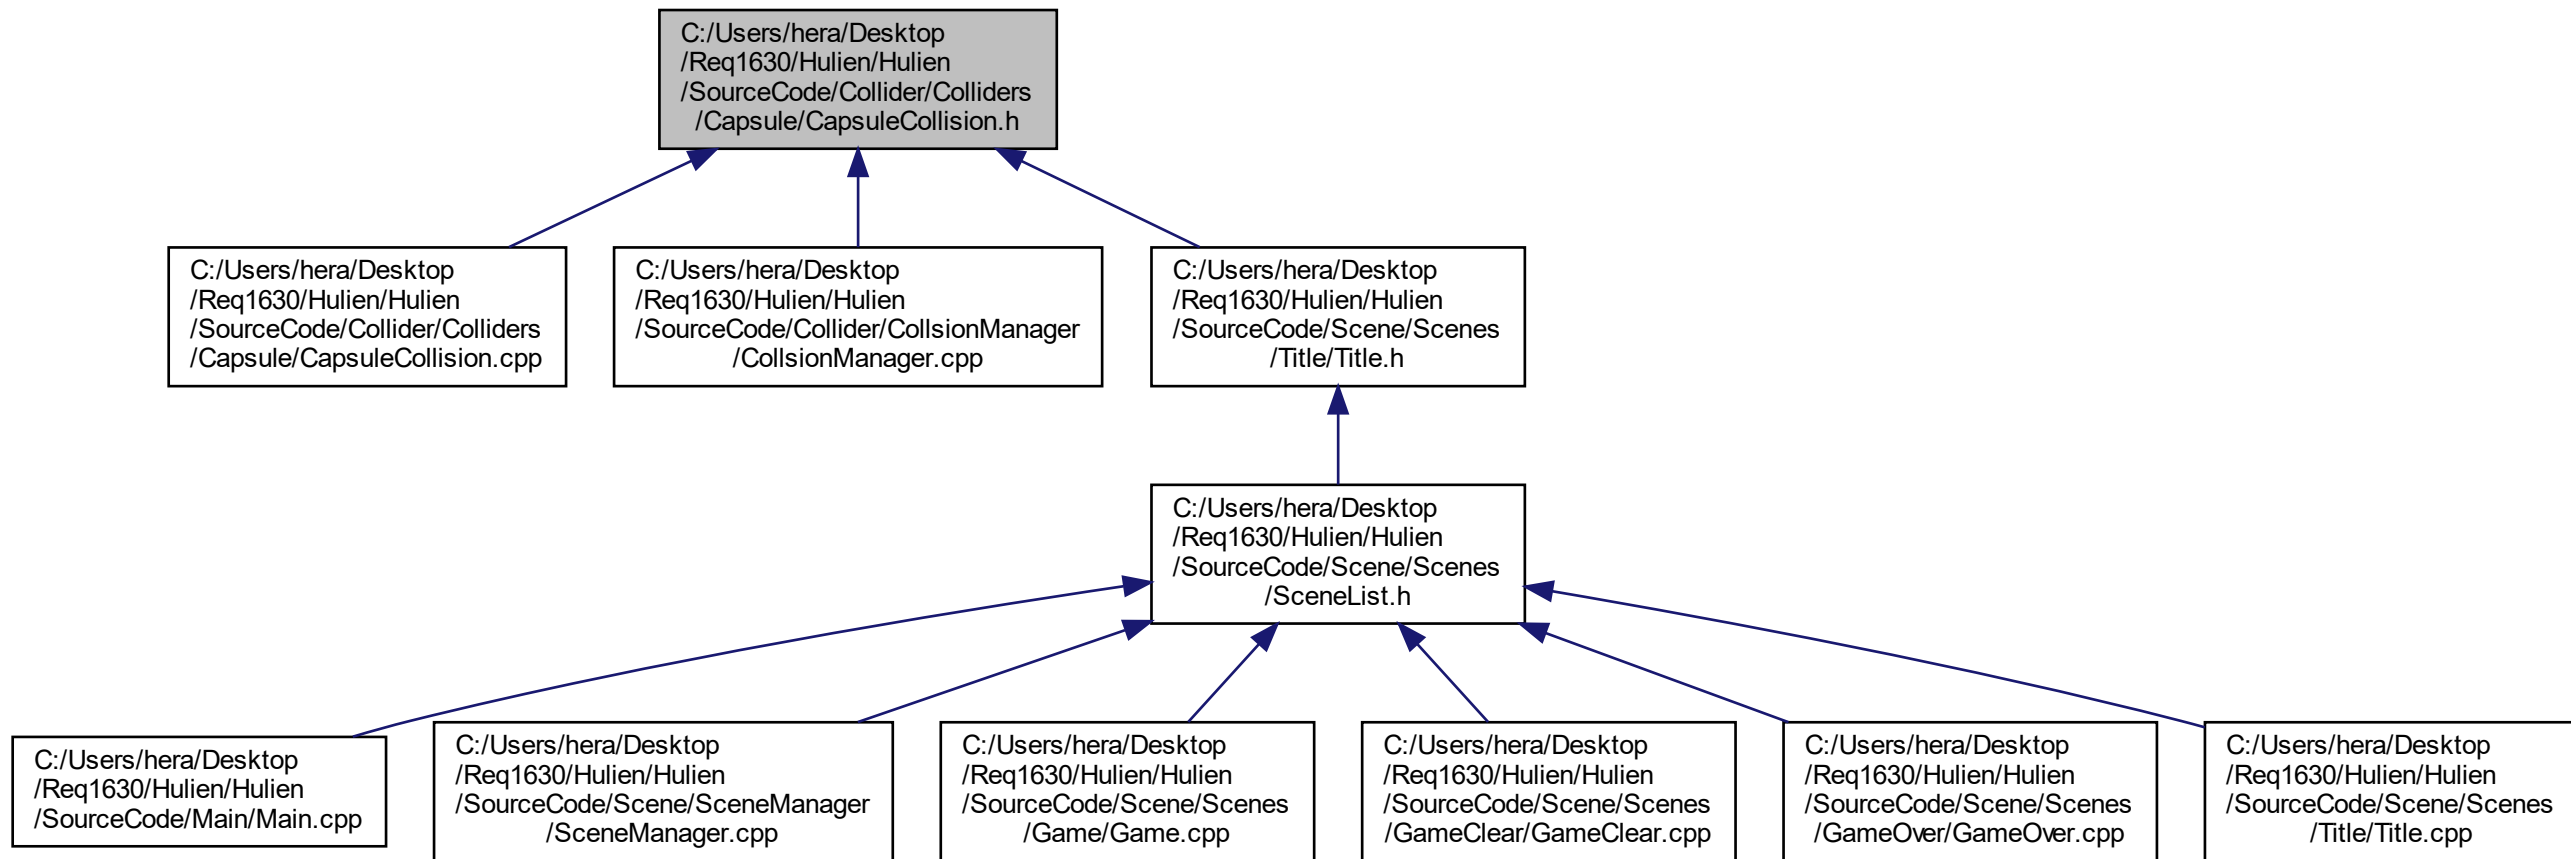 C:/Users/hera/Desktop
/Req1630/Hulien/Hulien
/SourceCode/Collider/Colliders
/Capsule/CapsuleCollision.h
C:/Users/hera/Desktop
/Req1630/Hulien/Hulien
/SourceCode/Collider/Colliders
/Capsule/CapsuleCollision.cpp
C:/Users/hera/Desktop
/Req1630/Hulien/Hulien
/SourceCode/Collider/CollsionManager
/CollsionManager.cpp
C:/Users/hera/Desktop
/Req1630/Hulien/Hulien
/SourceCode/Scene/Scenes
/Title/Title.h
C:/Users/hera/Desktop
/Req1630/Hulien/Hulien
/SourceCode/Scene/Scenes
/SceneList.h
C:/Users/hera/Desktop
/Req1630/Hulien/Hulien
/SourceCode/Main/Main.cpp
C:/Users/hera/Desktop
/Req1630/Hulien/Hulien
/SourceCode/Scene/SceneManager
/SceneManager.cpp
C:/Users/hera/Desktop
/Req1630/Hulien/Hulien
/SourceCode/Scene/Scenes
/Game/Game.cpp
C:/Users/hera/Desktop
/Req1630/Hulien/Hulien
/SourceCode/Scene/Scenes
/GameClear/GameClear.cpp
C:/Users/hera/Desktop
/Req1630/Hulien/Hulien
/SourceCode/Scene/Scenes
/GameOver/GameOver.cpp
C:/Users/hera/Desktop
/Req1630/Hulien/Hulien
/SourceCode/Scene/Scenes
/Title/Title.cpp